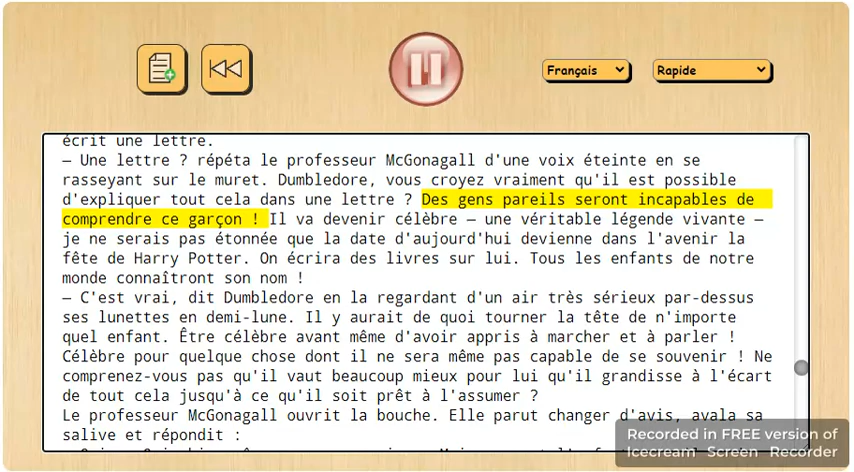 Français
Rapide
écrit une lettre.
— Une lettre ? répéta le professeur McGonagall d'une voix éteinte en se
rasseyant sur le muret. Dumbledore, vous croyez vraiment qu'il est possible
d'expliquer tout cela dans une lettre ? Des gens pareils seront incapables de
comprendre ce garçon ! Il va devenir célèbre — une véritable légende vivante —
je ne serais pas étonnée que la date d'aujourd'hui devienne dans l'avenir la
fête de Harry Potter. On écrira des livres sur lui. Tous les enfants de notre
monde connaîtront son nom !
— C'est vrai, dit Dumbledore en la regardant d'un air très sérieux par-dessus
ses lunettes en demi-lune. Il y aurait de quoi tourner la tête de n'importe
quel enfant. Être célèbre avant même d'avoir appris à marcher et à parler !
Célèbre pour quelque chose dont il ne sera même pas capable de se souvenir ! Ne
comprenez-vous pas qu'il vaut beaucoup mieux pour lui qu'il grandisse à l'écart
de tout cela jusqu'à ce qu'il soit prêt à l'assumer ?
Le professeur McGonagall ouvrit la bouche. Elle parut changer d'avis, avala sa
salive et répondit :
Recorded in FREE version of
Icecream Screen Recorder